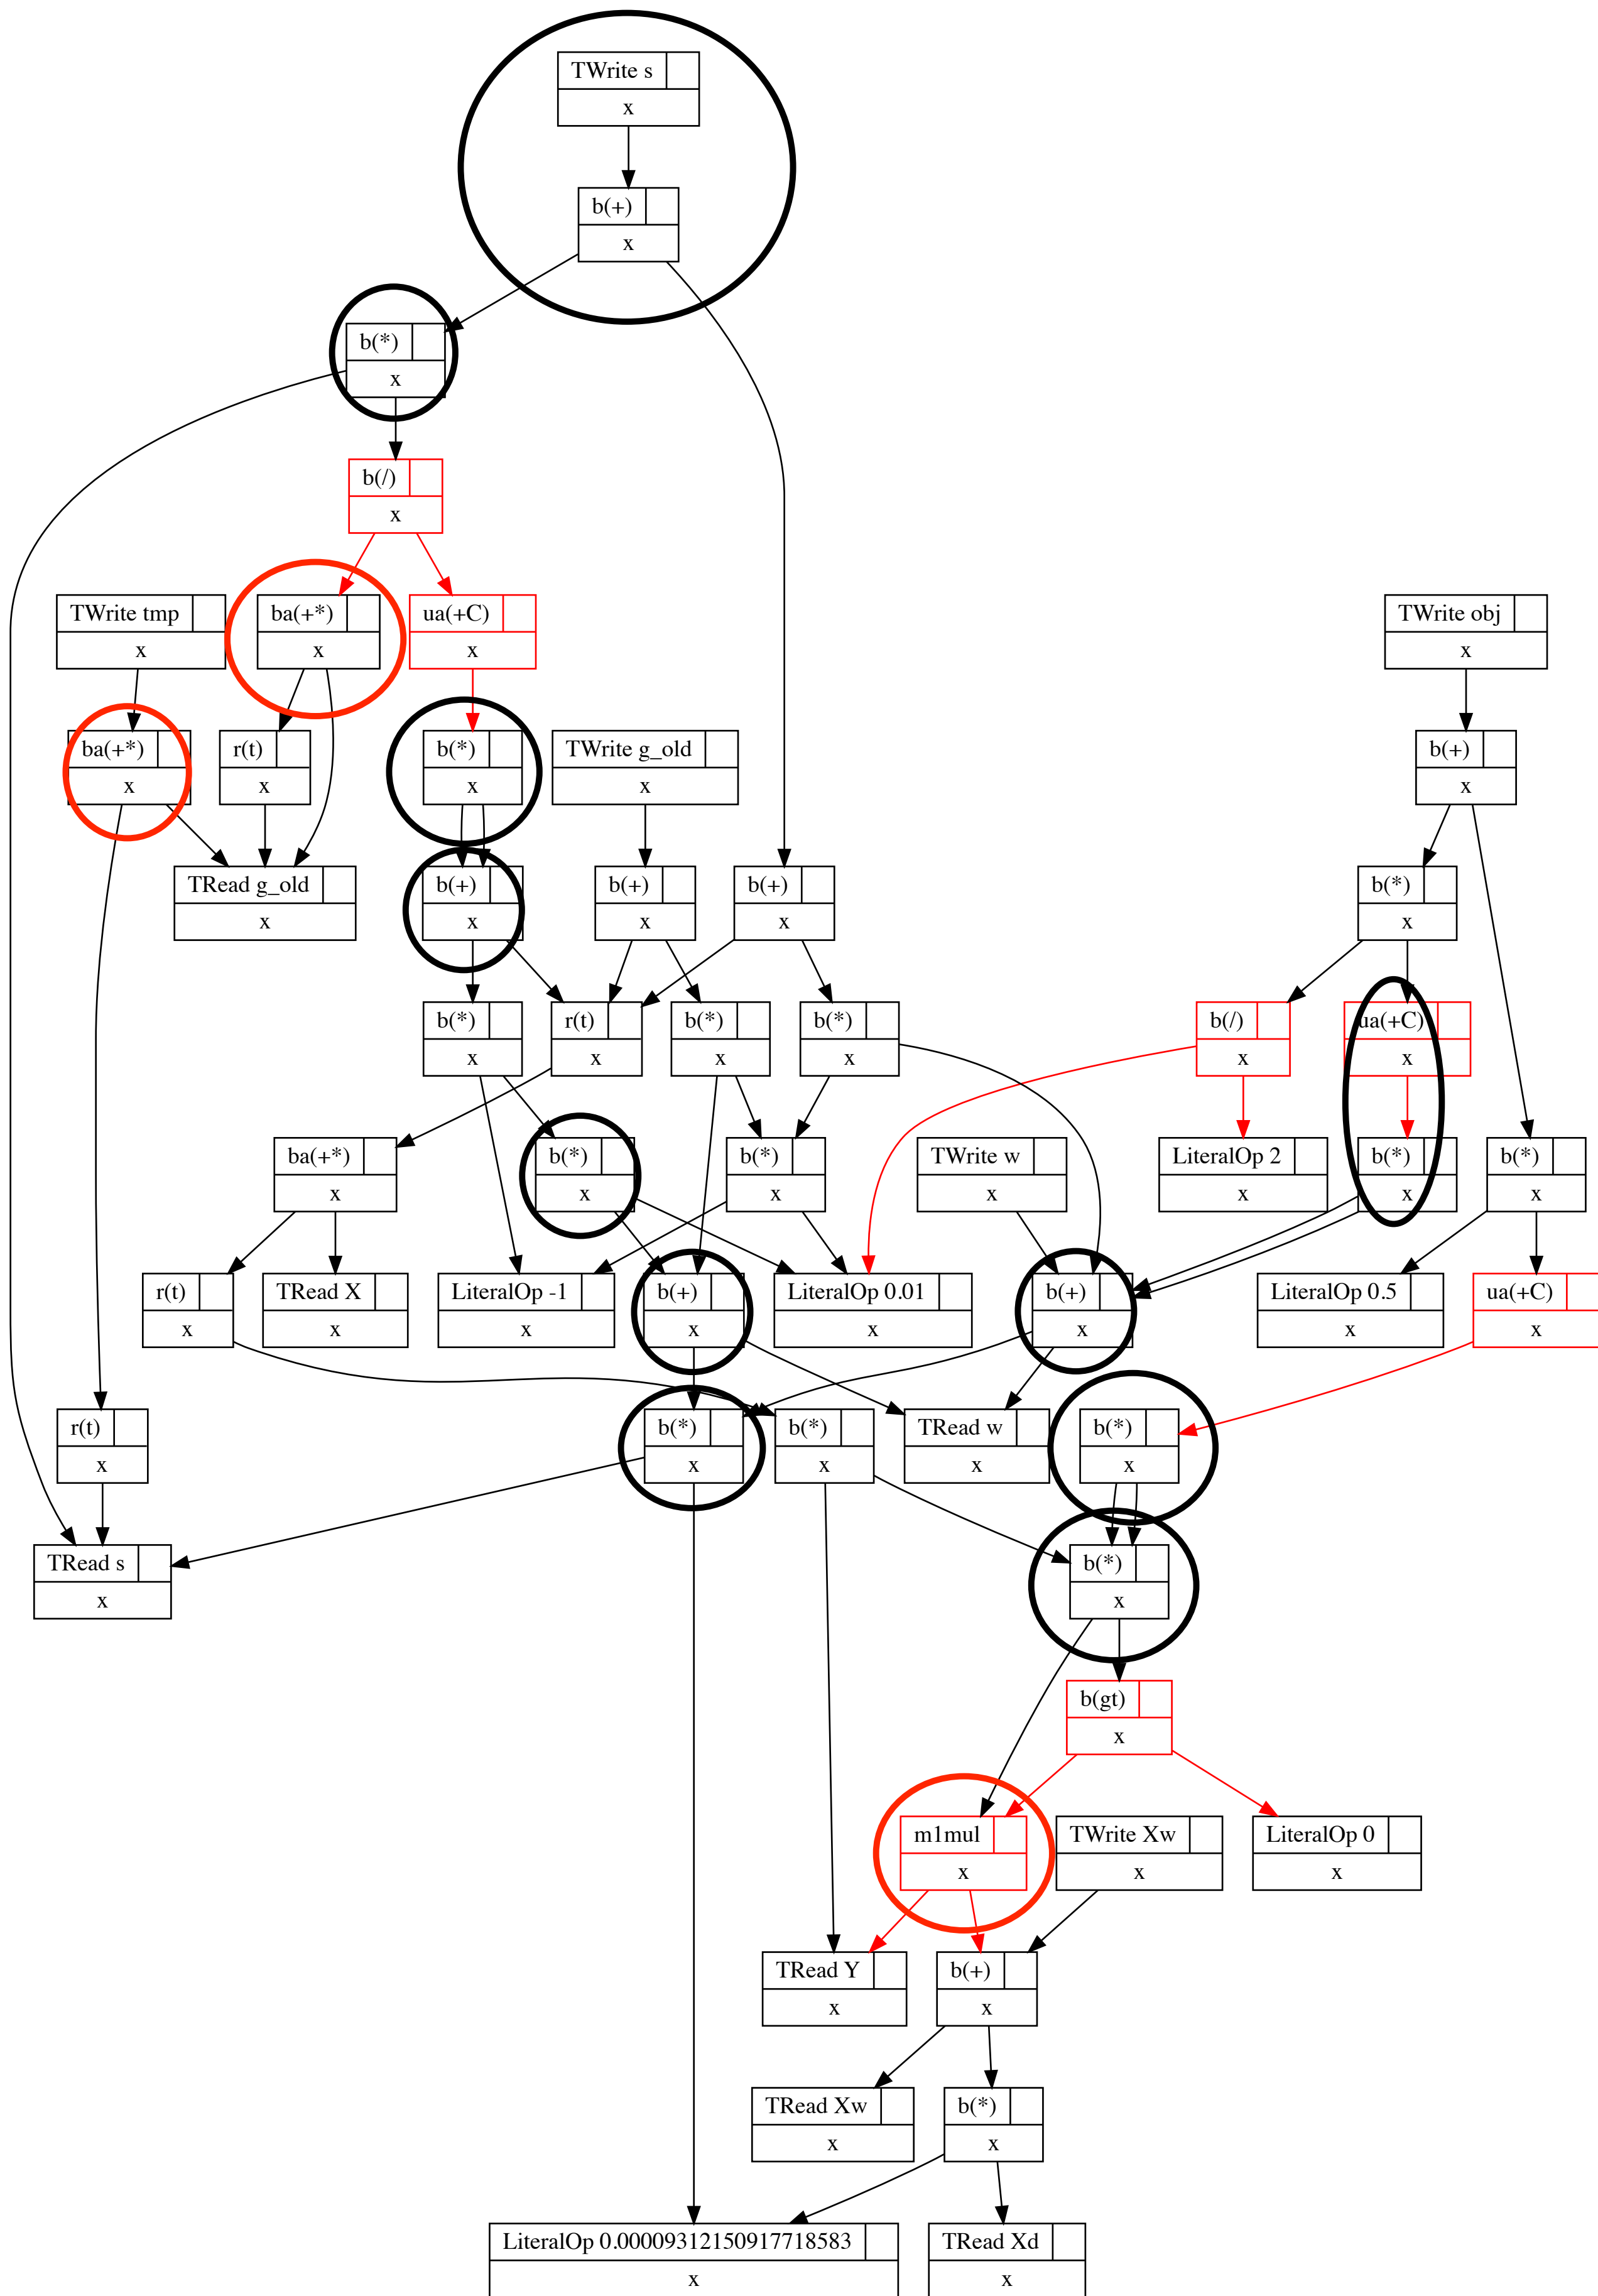 TWrite s
x
b(+)
x
b(*)
x
b(/)
x
TWrite tmp
x
ba(+*)
x
ua(+C)
x
TWrite obj
x
ba(+*)
x
r(t)
x
b(*)
x
TWrite g_old
x
b(+)
x
TRead g_old
x
b(+)
x
b(+)
x
b(+)
x
b(*)
x
b(*)
x
r(t)
x
b(*)
x
b(*)
x
b(/)
x
ua(+C)
x
ba(+*)
x
b(*)
x
b(*)
x
TWrite w
x
LiteralOp 2
x
b(*)
x
b(*)
x
r(t)
x
TRead X
x
LiteralOp -1
x
b(+)
x
LiteralOp 0.01
x
b(+)
x
LiteralOp 0.5
x
ua(+C)
x
r(t)
x
b(*)
x
b(*)
x
TRead w
x
b(*)
x
TRead s
x
b(*)
x
b(gt)
x
m1mul
x
TWrite Xw
x
LiteralOp 0
x
TRead Y
x
b(+)
x
TRead Xw
x
b(*)
x
LiteralOp 0.00009312150917718583
x
TRead Xd
x